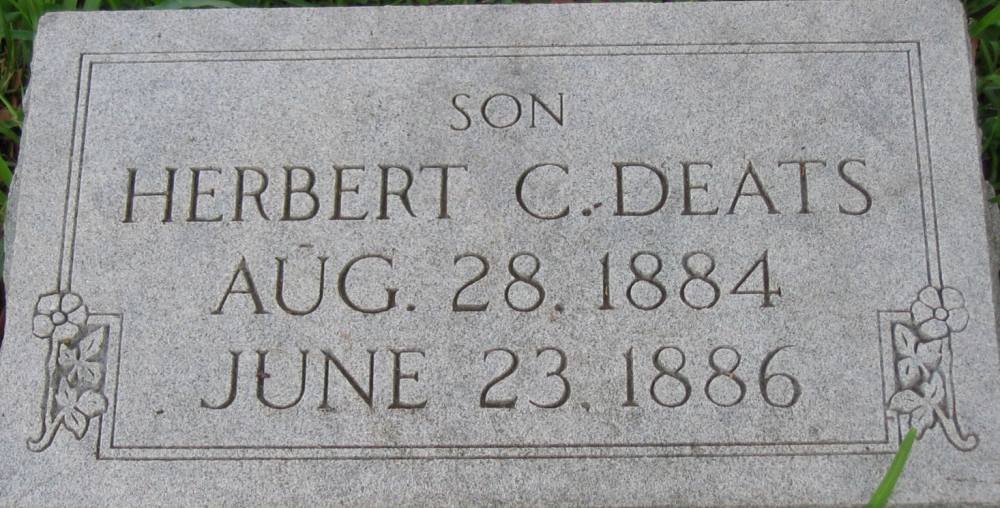 SON
HERBERT C. DEATS
AUG. 28, 1884
JUNE 23, 1886